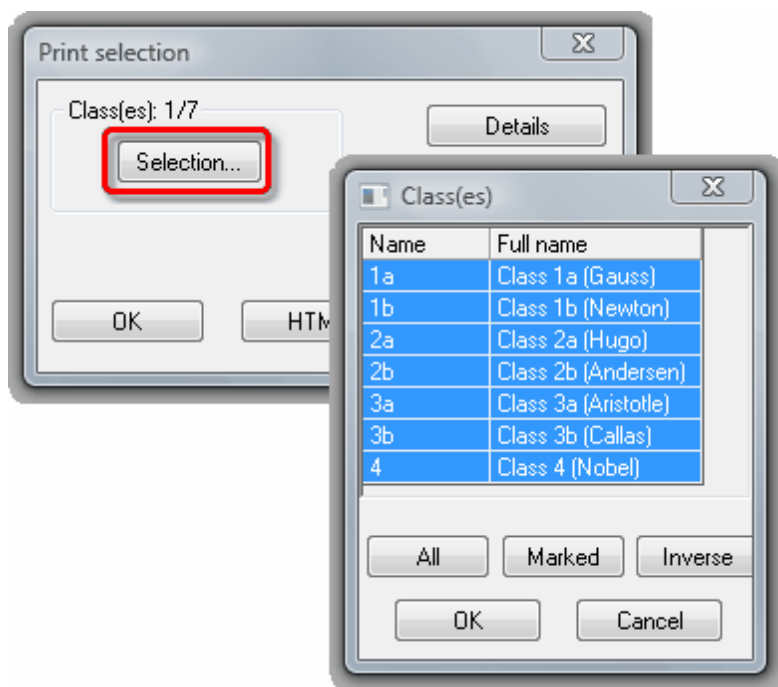 Print selection
Class(es): 1/7
Selection...
Details
OK
HTM
Class(es)
Name Full name
1a Class 1a (Gauss)
1b Class 1b (Newton)
2a Class 2a (Hugo)
2b Class 2b (Andersen)
3a Class 3a (Aristotle)
3b Class 3b (Callas)
4 Class 4 (Nobel)
All Marked Inverse
OK Cancel